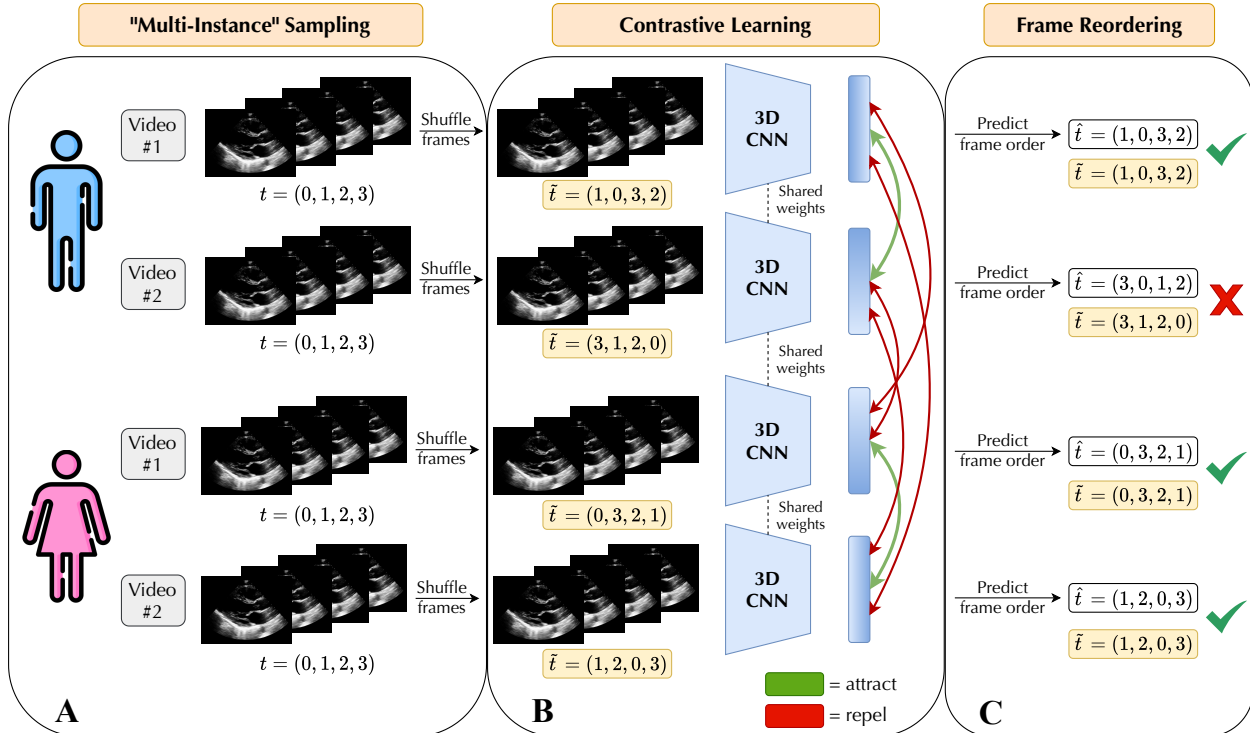 "Multi-Instance" Sampling
Contrastive Learning
Frame Reordering
Video
#1
t = (0, 1, 2, 3)
Shuffle
frames
t̃ = (1, 0, 3, 2)
3D
CNN
Shared
weights
Predict
frame order
t̂ = (1, 0, 3, 2)
t̃ = (1, 0, 3, 2)
Video
#2
t = (0, 1, 2, 3)
Shuffle
frames
t̃ = (3, 1, 2, 0)
3D
CNN
Shared
weights
Predict
frame order
t̂ = (3, 0, 1, 2)
t̃ = (3, 1, 2, 0)
Video
#1
t = (0, 1, 2, 3)
Shuffle
frames
t̃ = (0, 3, 2, 1)
3D
CNN
Shared
weights
Predict
frame order
t̂ = (0, 3, 2, 1)
t̃ = (0, 3, 2, 1)
Video
#2
t = (0, 1, 2, 3)
Shuffle
frames
t̃ = (1, 2, 0, 3)
3D
CNN
Predict
frame order
t̂ = (1, 2, 0, 3)
t̃ = (1, 2, 0, 3)
= attract
= repel
A
B
C